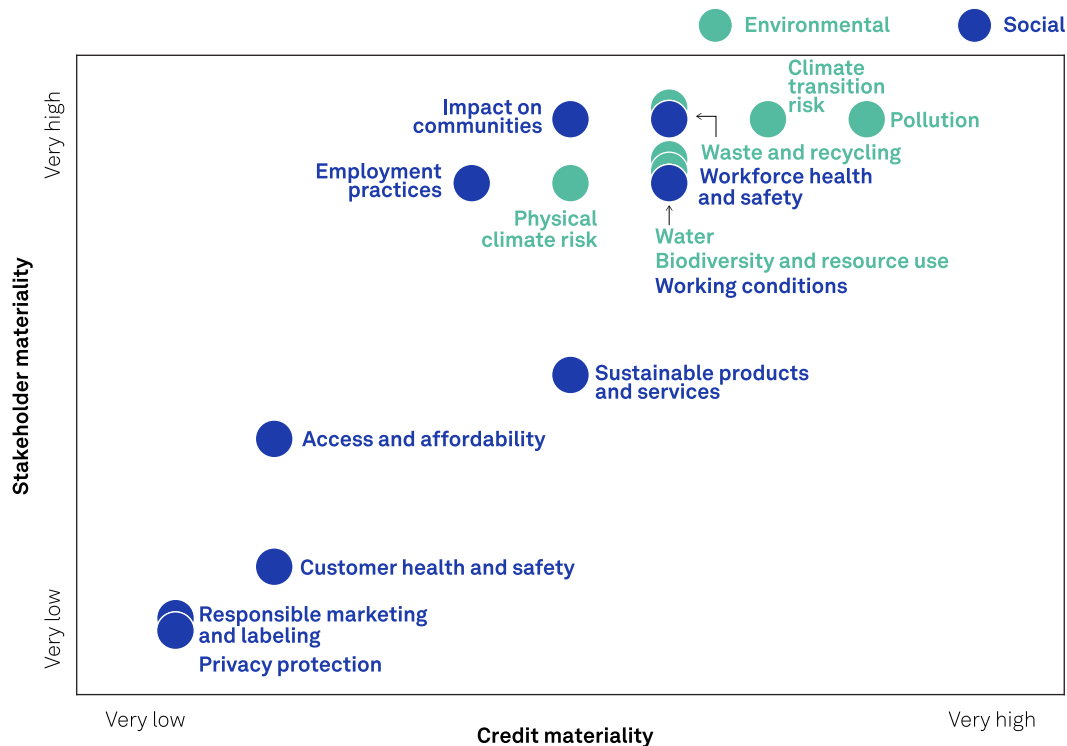 Environmental
Social
Very high
Climate
transition
risk
Impact on
communities
Pollution
Waste and recycling
Employment
practices
Workforce health
and safety
Physical
climate risk
Water
Biodiversity and resource use
Working conditions
Stakeholder materiality
Sustainable products
and services
Access and affordability
Customer health and safety
Very low
Responsible marketing
and labeling
Privacy protection
Very low
Credit materiality
Very high